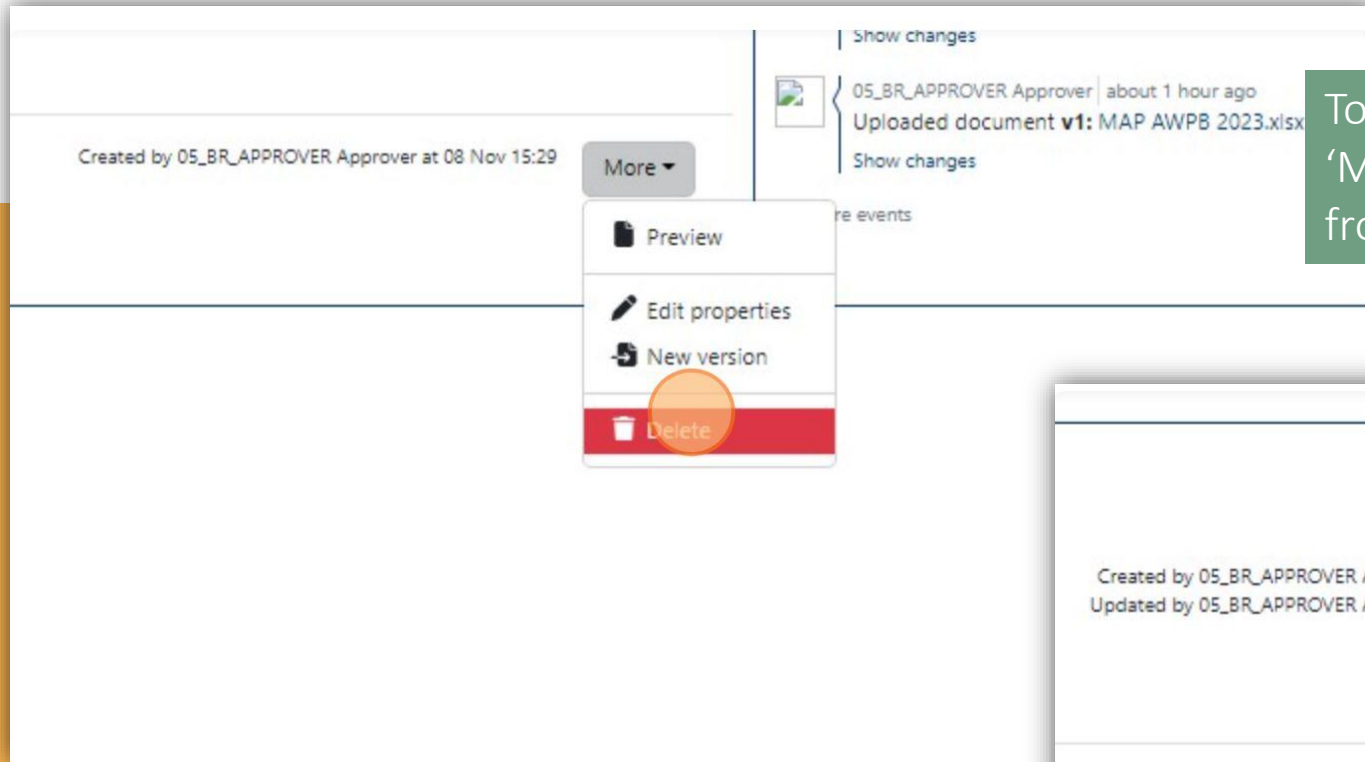 Show changes
05_BR_APPROVER Approver about 1 hour ago
Uploaded document v1: MAP AWPB 2023.xlsx
Show changes
re events
Created by 05_BR_APPROVER Approver at 08 Nov 15:29
More
Preview
Edit properties
New version
Delete
To
‘M
fro
Created by 05_BR_APPROVER
Updated by 05_BR_APPROVER